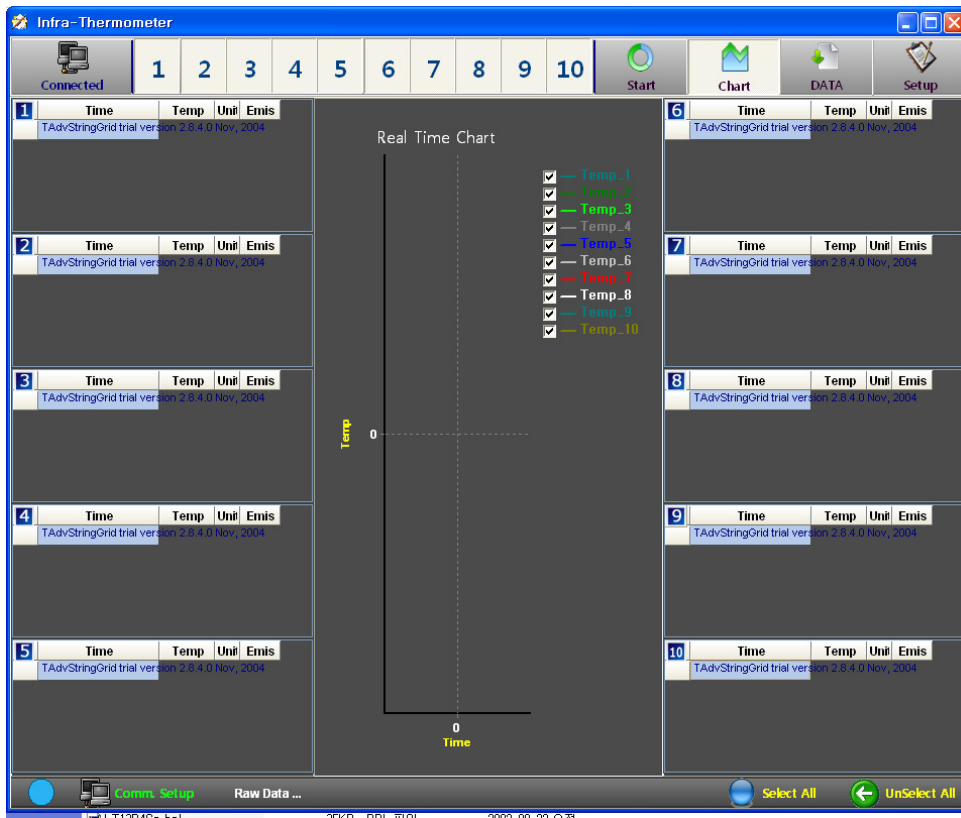 Infra-Thermometer
Connected 1 2 3 4 5 6 7 8 9 10 Start Chart DATA Setup
1 Time Temp Unit Emis
TAdvStringGrid trial version 2.8.4.0 Nov, 2004
2 Time Temp Unit Emis
TAdvStringGrid trial version 2.8.4.0 Nov, 2004
3 Time Temp Unit Emis
TAdvStringGrid trial version 2.8.4.0 Nov, 2004
4 Time Temp Unit Emis
TAdvStringGrid trial version 2.8.4.0 Nov, 2004
5 Time Temp Unit Emis
TAdvStringGrid trial version 2.8.4.0 Nov, 2004
Real Time Chart
Temp_1
Temp_2
Temp_3
Temp_4
Temp_5
Temp_6
Temp_7
Temp_8
Temp_9
Temp_10
Temp
0
0
Time
6 Time Temp Unit Emis
TAdvStringGrid trial version 2.8.4.0 Nov, 2004
7 Time Temp Unit Emis
TAdvStringGrid trial version 2.8.4.0 Nov, 2004
8 Time Temp Unit Emis
TAdvStringGrid trial version 2.8.4.0 Nov, 2004
9 Time Temp Unit Emis
TAdvStringGrid trial version 2.8.4.0 Nov, 2004
10 Time Temp Unit Emis
TAdvStringGrid trial version 2.8.4.0 Nov, 2004
Comm. Setup Raw Data ... Select All UnSelect All